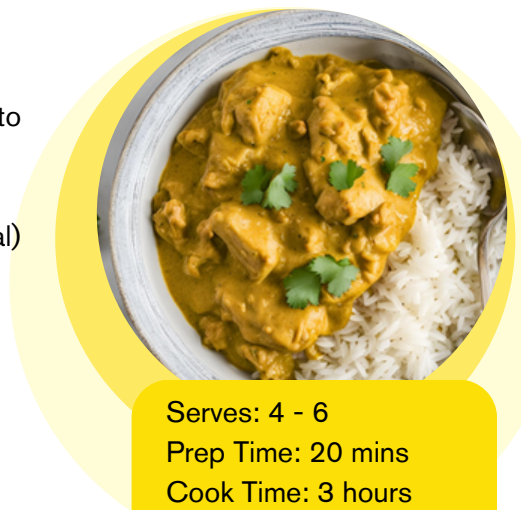 to
al)
Serves: 4 - 6
Prep Time: 20 mins
Cook Time: 3 hours